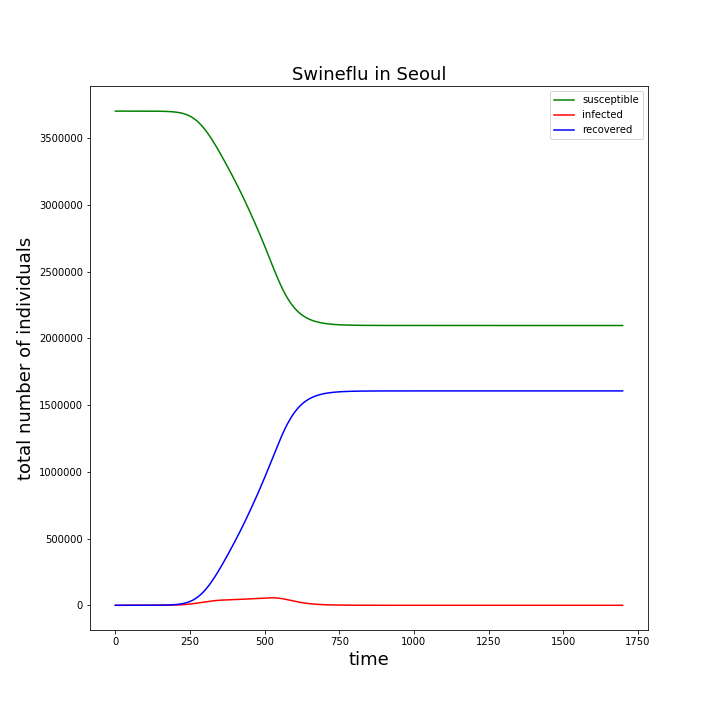 Swineflu in Seoul
susceptible
infected
recovered
total number of individuals
3500000
3000000
2500000
2000000
1500000
1000000
500000
0
0 250 500 750 1000 1250 1500 1750
time